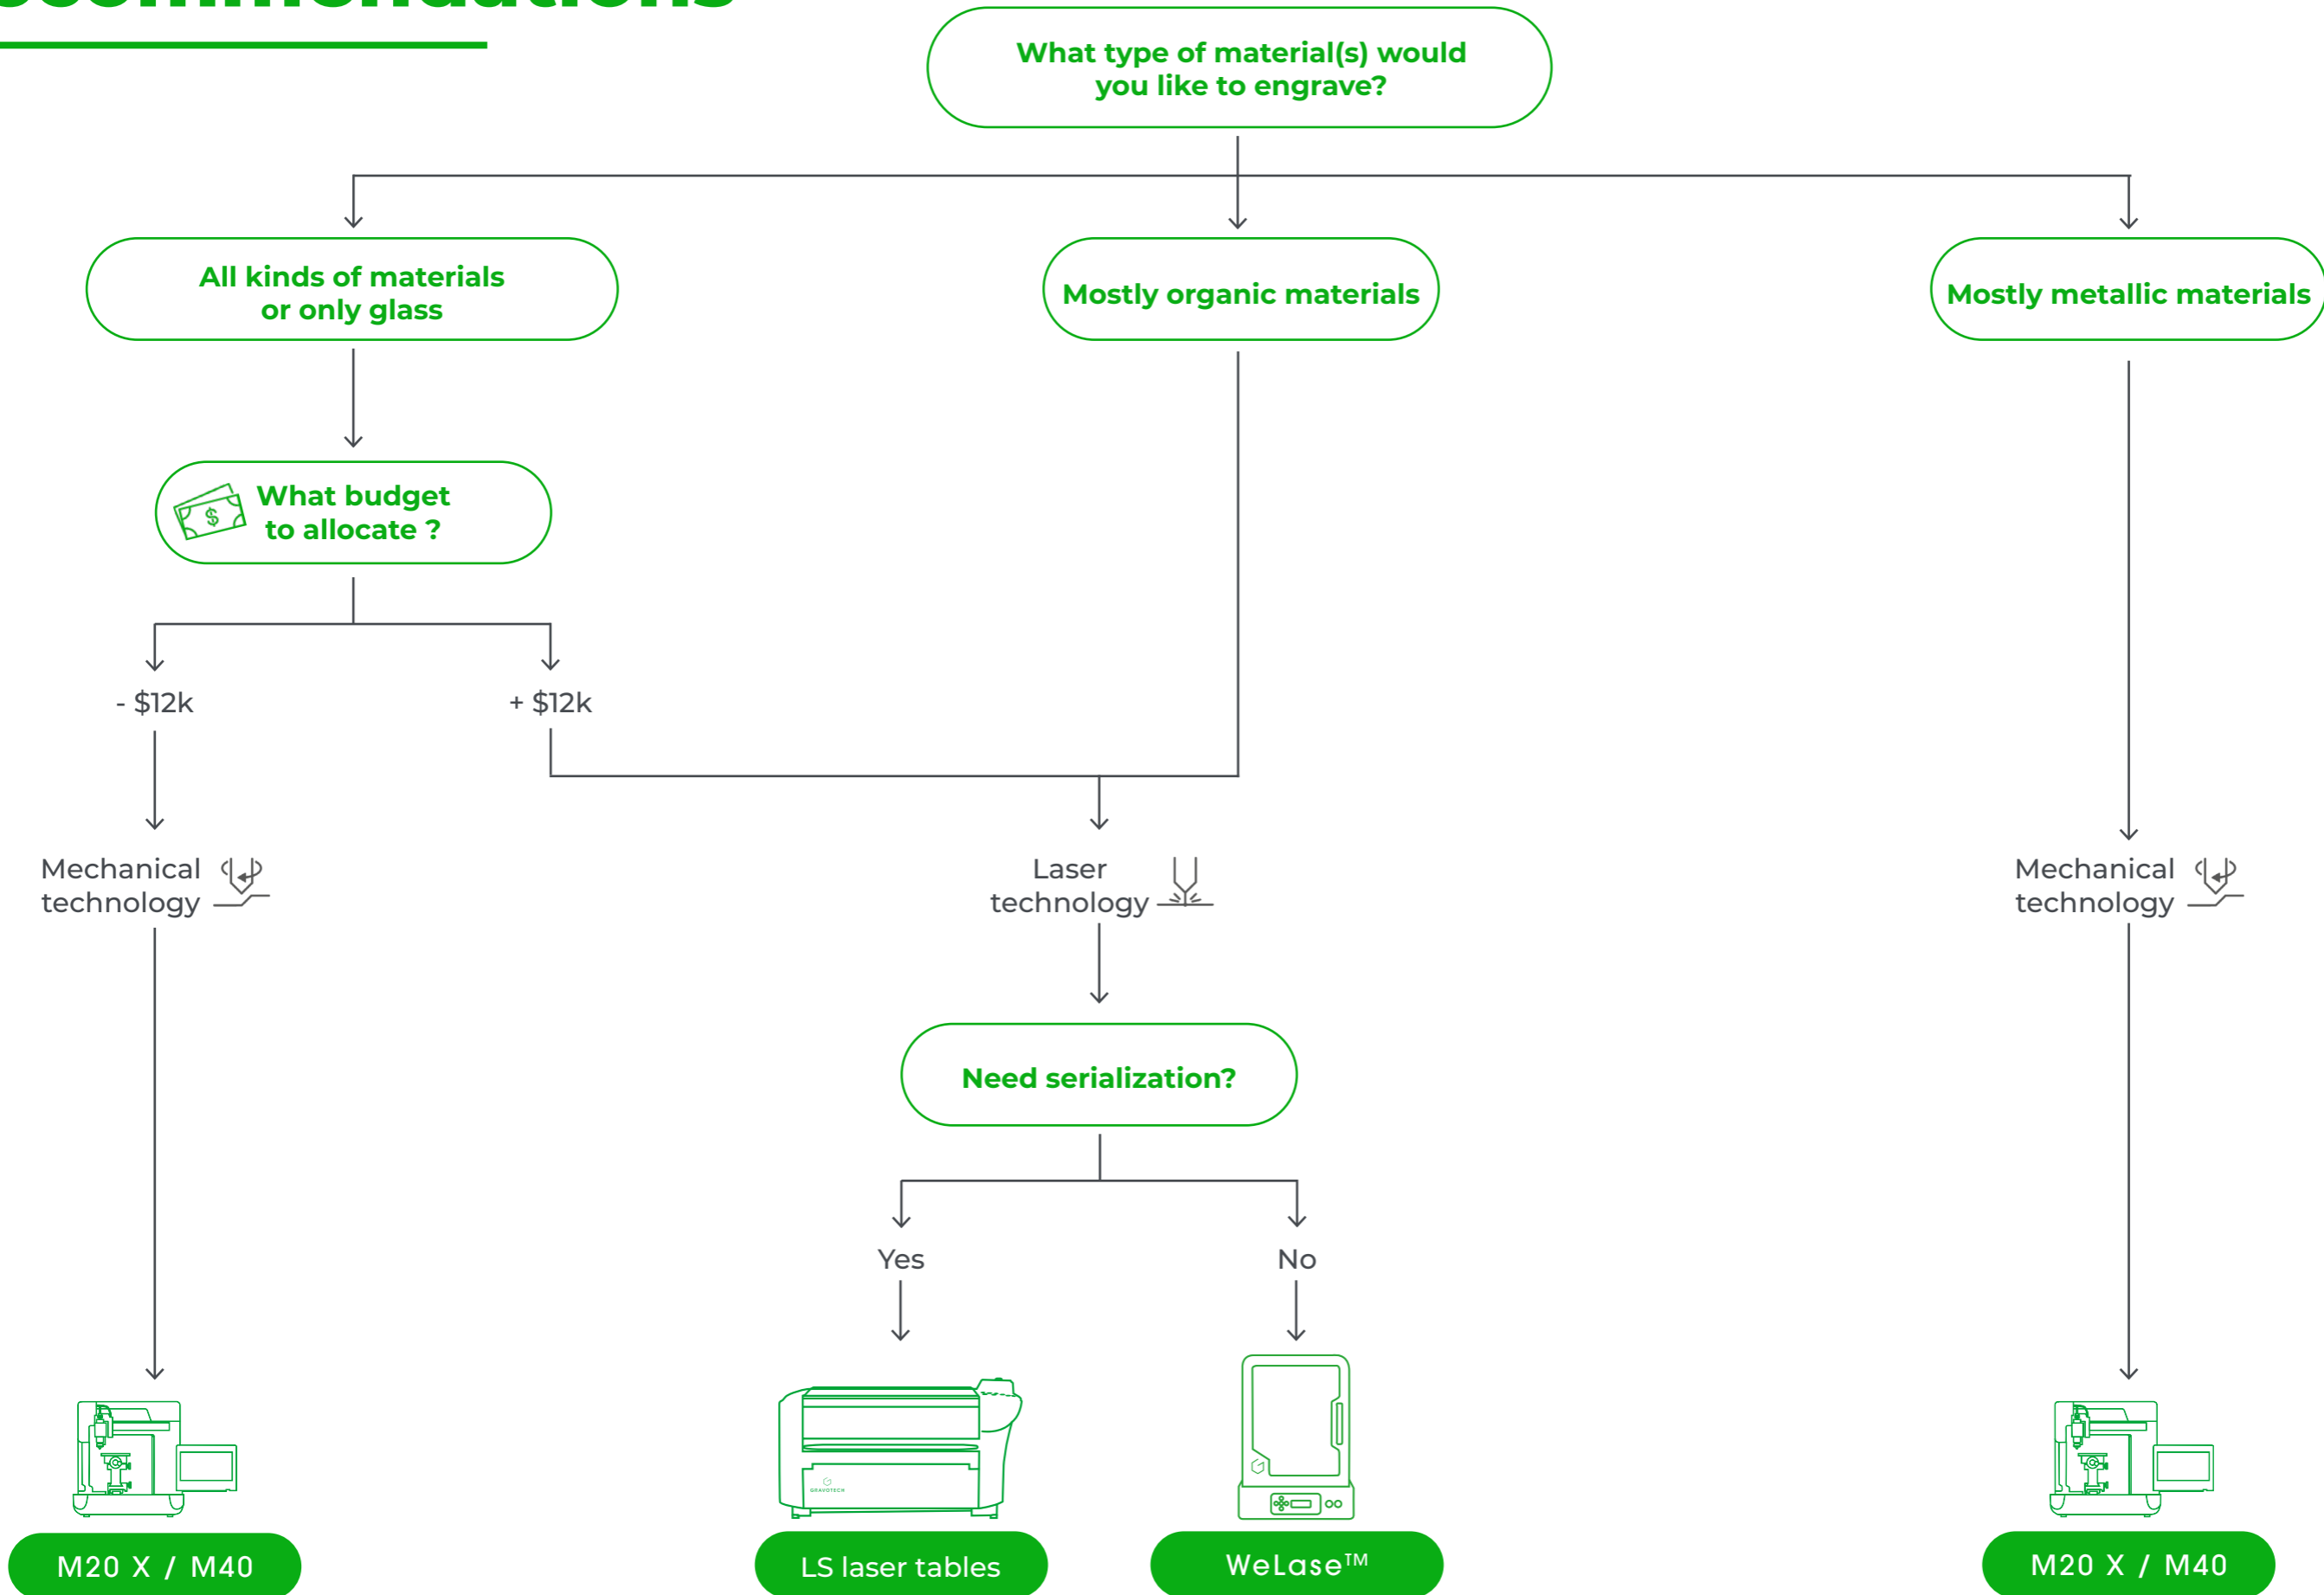 What type of material(s) would
you like to engrave?
All kinds of materials
or only glass
Mostly organic materials
Mostly metallic materials
What budget
to allocate ?
$
- $12k
+ $12k
Mechanical
technology
Laser
technology
Mechanical
technology
Need serialization?
Yes
No
GRAVOTECH
M20 X / M40
LS laser tables
WeLase™
M20 X / M40